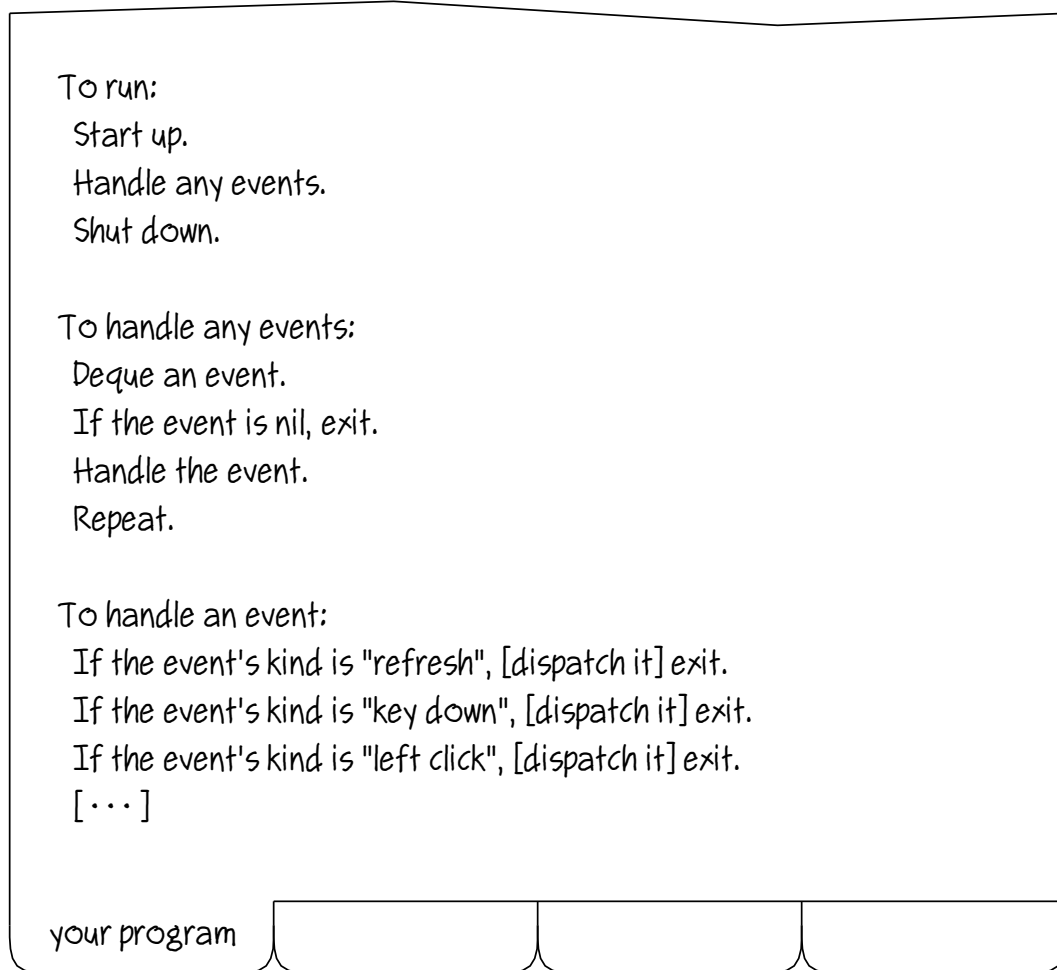 To run:
Start up.
Handle any events.
Shut down.
To handle any events:
Deque an event.
If the event is nil, exit.
Handle the event.
Repeat.
To handle an event:
If the event's kind is "refresh", [dispatch it] exit.
If the event's kind is "key down", [dispatch it] exit.
If the event's kind is "left click", [dispatch it] exit.
[···]
your program